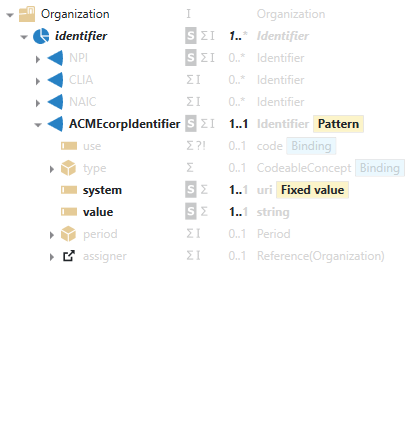 Organization I Organization
identifier S Σ I 1..* Identifier
NPI S Σ I 0..* Identifier
CLIA Σ I 0..* Identifier
NAIC Σ I 0..* Identifier
ACMEcorpIdentifier S Σ I 1..1 Identifier Pattern
use Σ ?! 0..1 code Binding
type Σ 0..1 CodeableConcept Binding
system S Σ 1..1 uri Fixed value
value S Σ 1..1 string
period Σ I 0..1 Period
assigner Σ I 0..1 Reference(Organization)